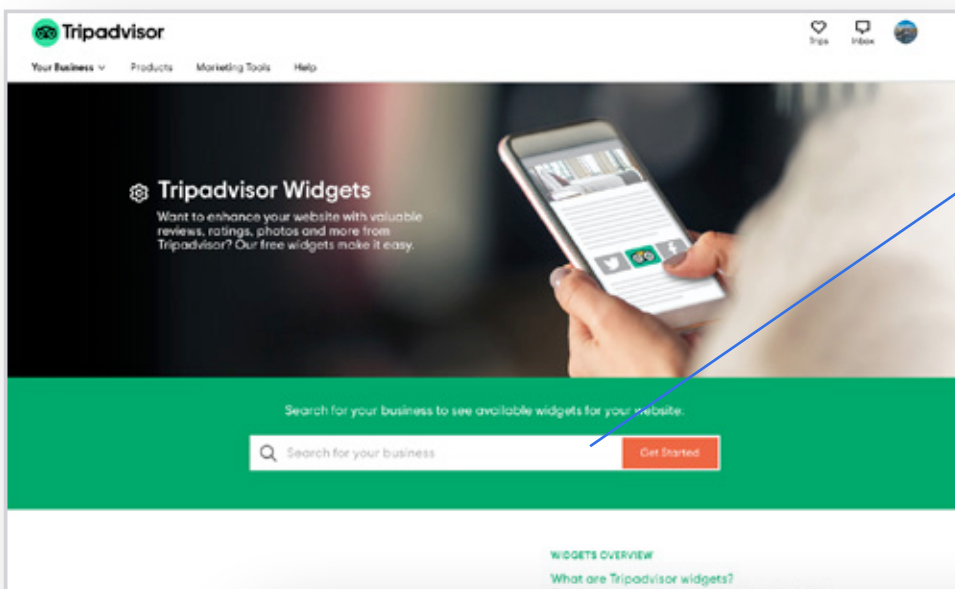 Tripadvisor
Trips
Inbox
Your Business
Products
Marketing Tools
Help
Tripadvisor Widgets
Want to enhance your website with valuable
reviews, ratings, photos and more from
Tripadvisor? Our free widgets make it easy.
Search for your business to see available widgets for your website.
Search for your business
Get Started
WIDGETS OVERVIEW
What are Tripadvisor widgets?